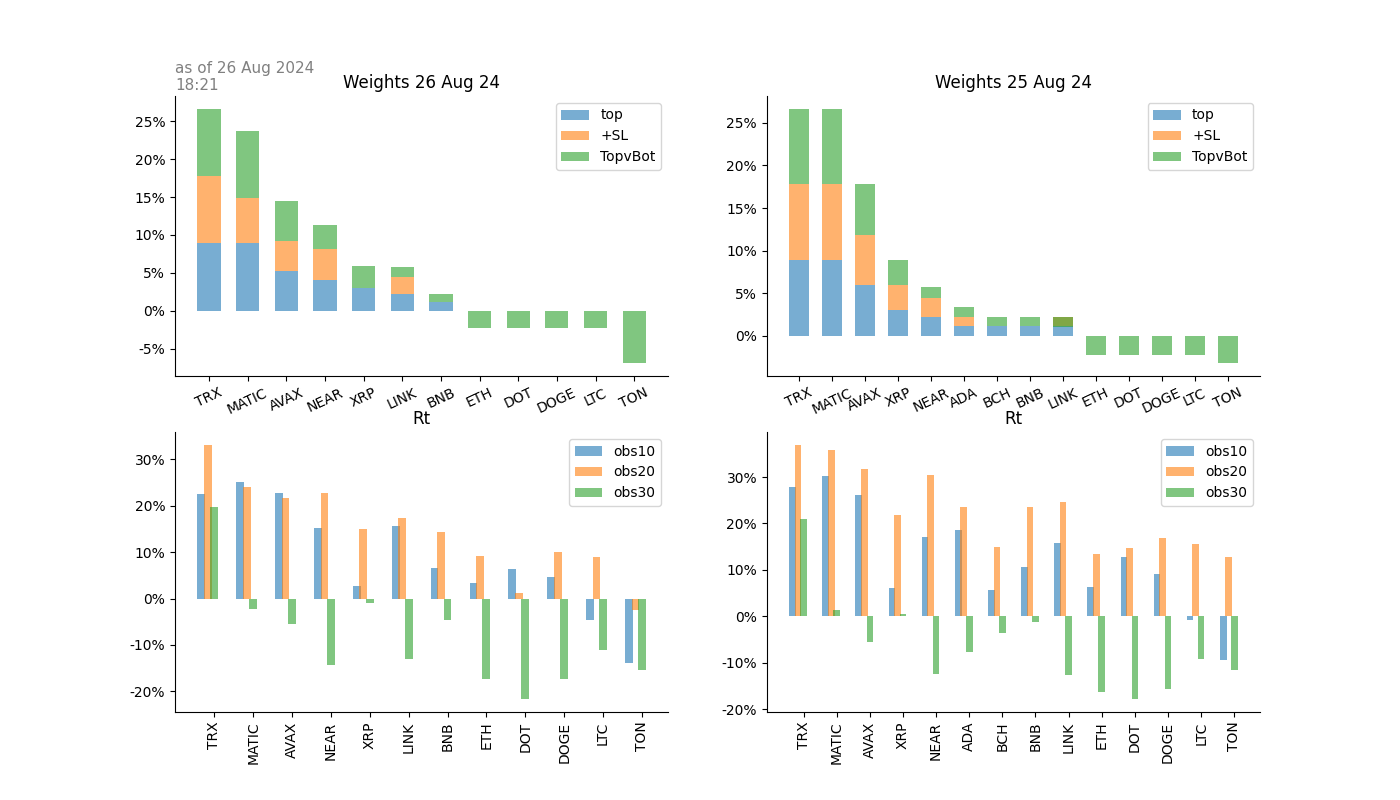 as of 26 Aug 2024
18:21
Weights 26 Aug 24
25%
20%
15%
10%
5%
0%
-5%
top
+SL
TopvBot
TRX MATIC AVAX NEAR XRP LINK BNB ETH DOT DOGE LTC TON
Weights 25 Aug 24
25%
20%
15%
10%
5%
0%
top
+SL
TopvBot
TRX MATIC AVAX XRP NEAR ADA BCH BNB LINK ETH DOT DOGE LTC TON
Rt
30%
20%
10%
0%
-10%
-20%
obs10
obs20
obs30
TRX MATIC AVAX NEAR XRP LINK BNB ETH DOT DOGE LTC TON
Rt
30%
20%
10%
0%
-10%
-20%
obs10
obs20
obs30
TRX MATIC AVAX XRP NEAR ADA BCH BNB LINK ETH DOT DOGE LTC TON